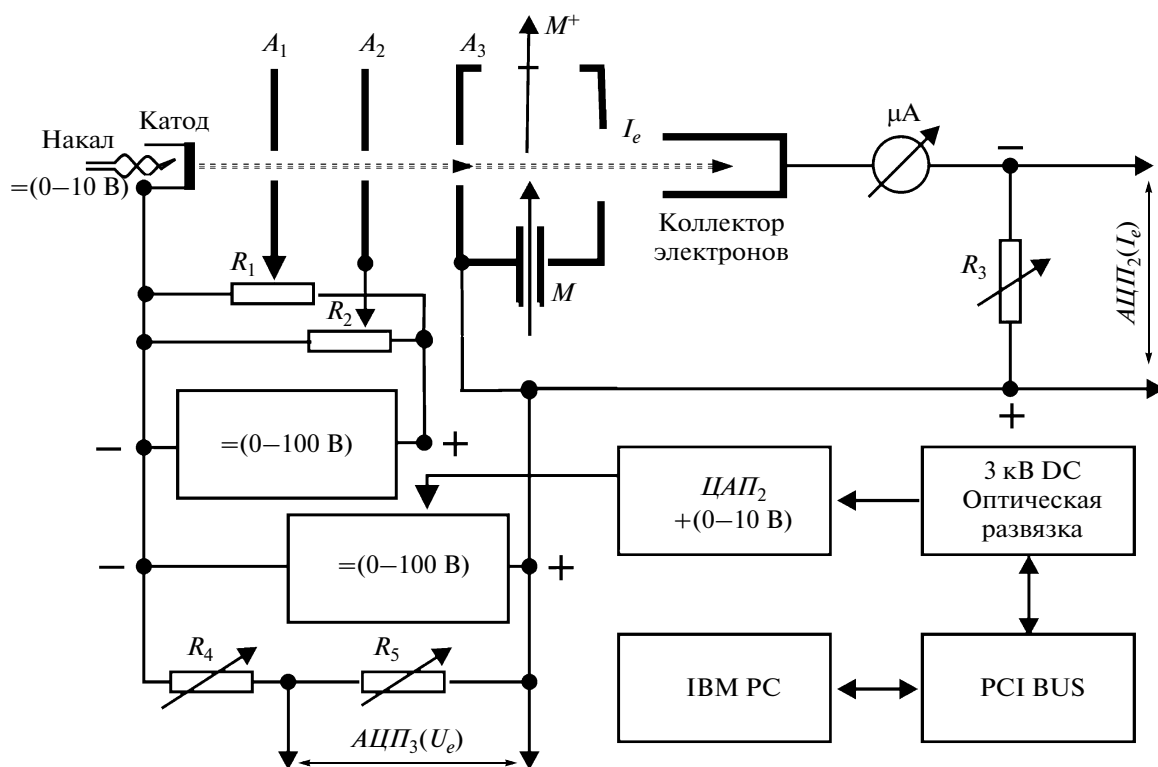 M⁺
A₁
A₂
A₃
Накал
=(0–10 В)
Катод
Iₑ
μA
–
Коллектор
электронов
R₁
R₂
M
R₃
АЦП₂(Iₑ)
+
–
=(0–100 В)
+
ЦАП₂
+(0–10 В)
3 кВ DC
Оптическая
развязка
–
=(0–100 В)
+
R₄
R₅
IBM PC
PCI BUS
АЦП₃(Uₑ)